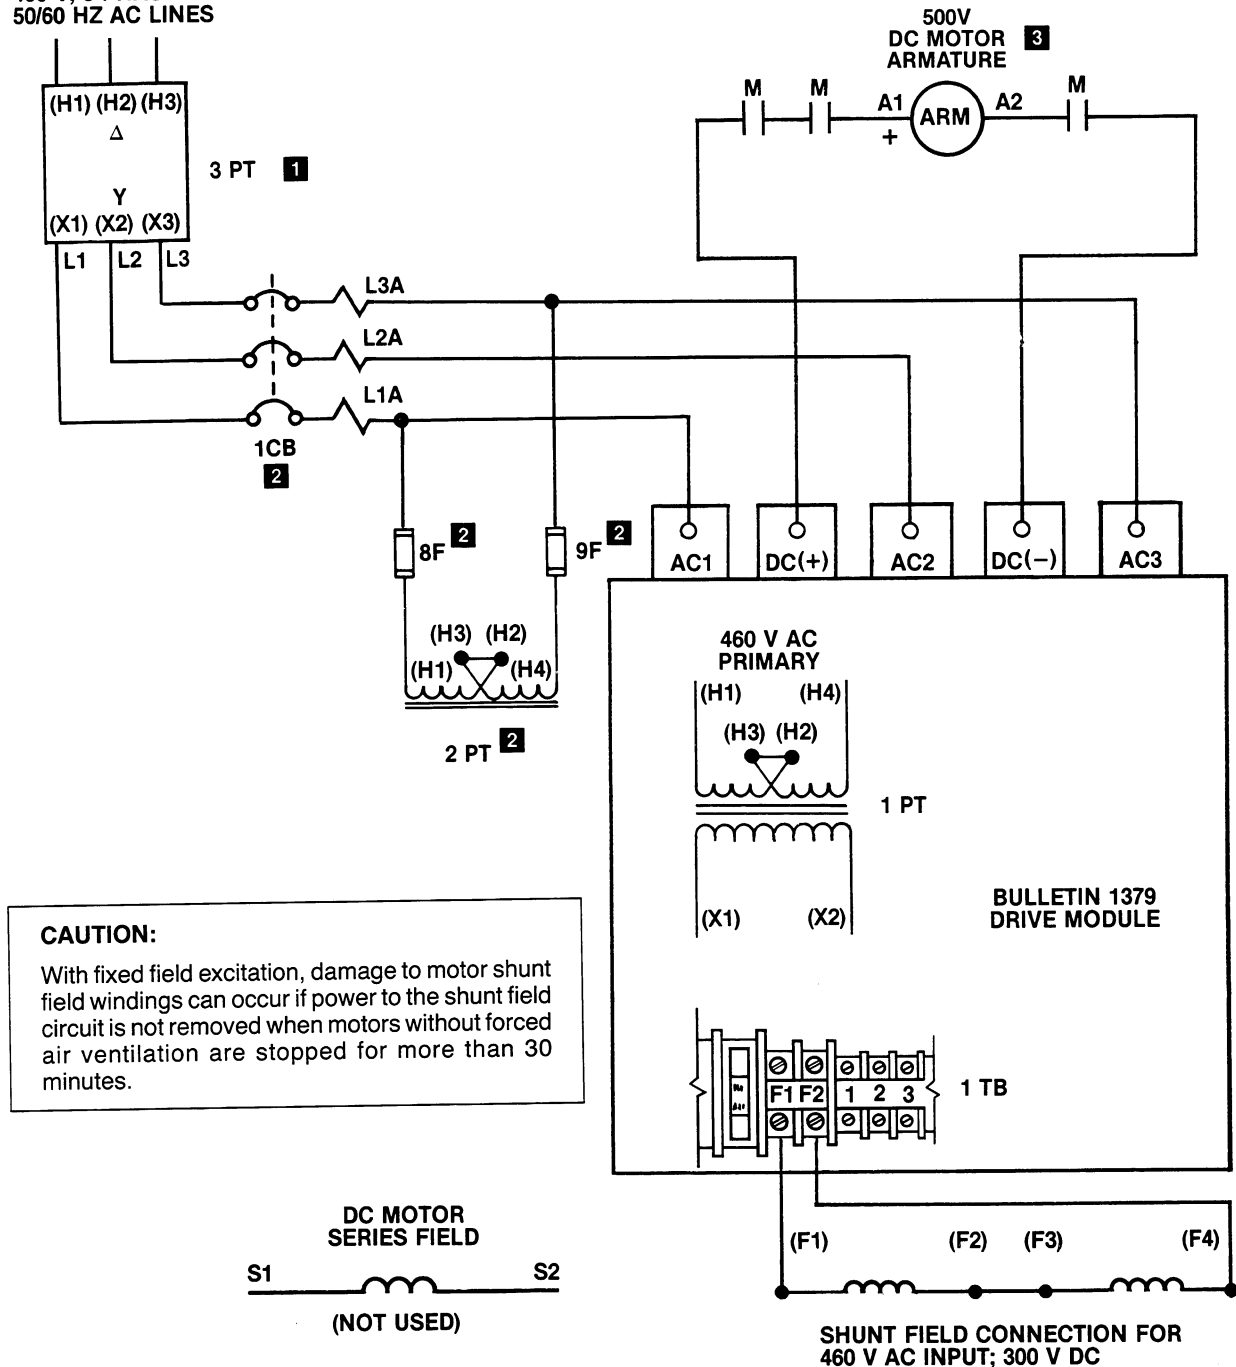 50/60 HZ AC LINES
(H1) (H2) (H3)
Δ
Y
(X1) (X2) (X3)
3 PT 1
L1 L2 L3
500V
DC MOTOR 3
ARMATURE
M M A1 ARM A2 M
+
L3A
L2A
L1A
1CB
2
8F 2
9F 2
(H3) (H2)
(H1) (H4)
2 PT 2
AC1 DC(+) AC2 DC(−) AC3
460 V AC
PRIMARY
(H1) (H4)
(H3) (H2)
1 PT
(X1) (X2)
BULLETIN 1379
DRIVE MODULE
F1 F2 1 2 3
1 TB
CAUTION:
With fixed field excitation, damage to motor shunt
field windings can occur if power to the shunt field
circuit is not removed when motors without forced
air ventilation are stopped for more than 30
minutes.
DC MOTOR
SERIES FIELD
S1 S2
(NOT USED)
(F1) (F2) (F3) (F4)
SHUNT FIELD CONNECTION FOR
460 V AC INPUT; 300 V DC